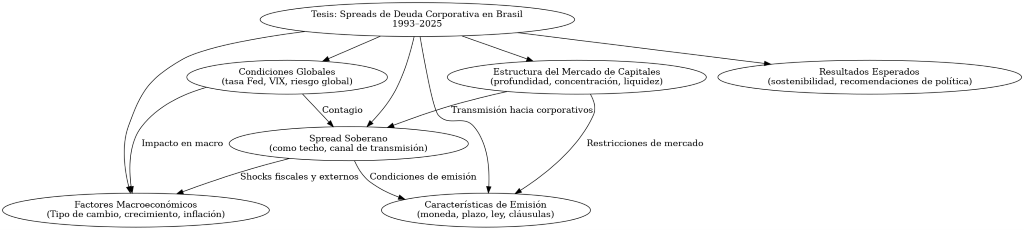 Tesis: Spreads de Deuda Corporativa en Brasil
1993–2025
Condiciones Globales
(tasa Fed, VIX, riesgo global)
Estructura del Mercado de Capitales
(profundidad, concentración, liquidez)
Resultados Esperados
(sostenibilidad, recomendaciones de política)
Contagio
Transmisión hacia corporativos
Impacto en macro
Spread Soberano
(como techo, canal de transmisión)
Restricciones de mercado
Shocks fiscales y externos
Condiciones de emisión
Factores Macroeconómicos
(Tipo de cambio, crecimiento, inflación)
Características de Emisión
(moneda, plazo, ley, cláusulas)